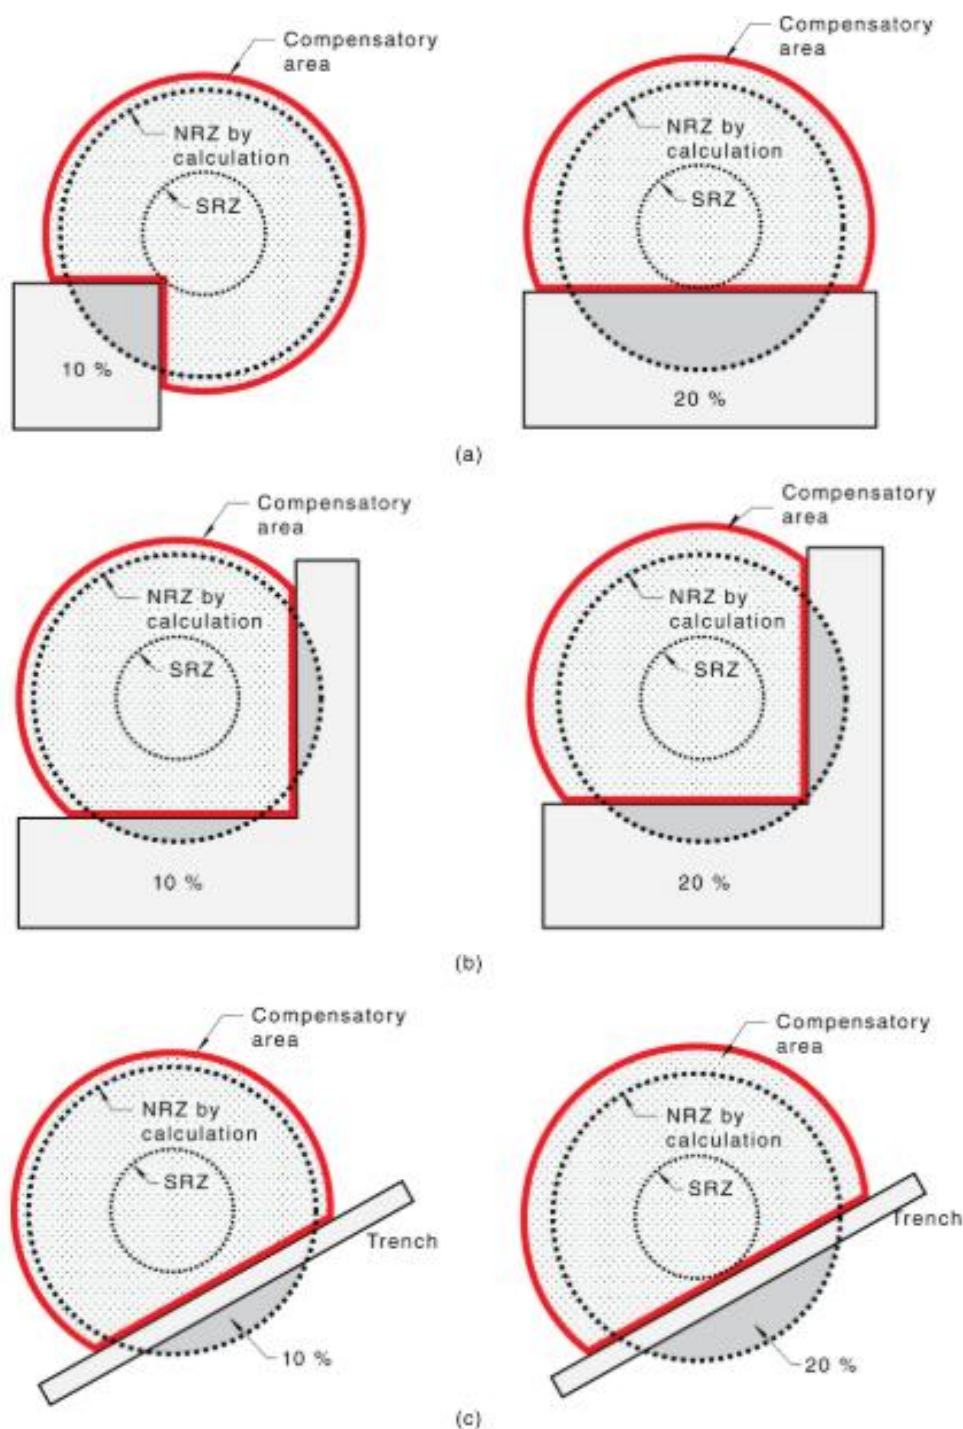 Compensatory
area
NRZ by
calculation
SRZ
10 %
Compensatory
area
NRZ by
calculation
SRZ
20 %
(a)
Compensatory
area
NRZ by
calculation
SRZ
10 %
Compensatory
area
NRZ by
calculation
SRZ
20 %
(b)
Compensatory
area
NRZ by
calculation
SRZ
Trench
10 %
Compensatory
area
NRZ by
calculation
SRZ
Trench
20 %
(c)